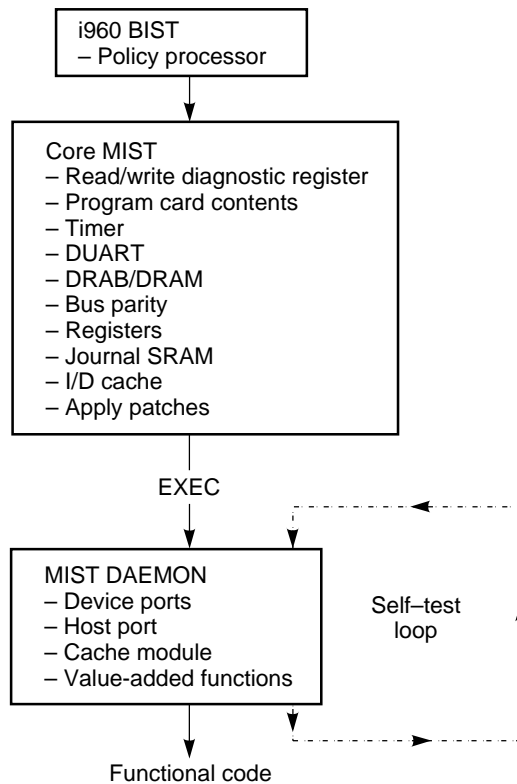 i960 BIST
– Policy processor
Core MIST
– Read/write diagnostic register
– Program card contents
– Timer
– DUART
– DRAB/DRAM
– Bus parity
– Registers
– Journal SRAM
– I/D cache
– Apply patches
EXEC
MIST DAEMON
– Device ports
– Host port
– Cache module
– Value-added functions
Self–test
loop
Functional code